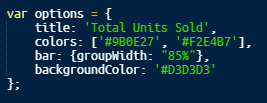 var options = {
    title: 'Total Units Sold',
    colors: ['#9B0E27', '#F2E4B7'],
    bar: {groupWidth: "85%"},
    backgroundColor: '#D3D3D3'
};